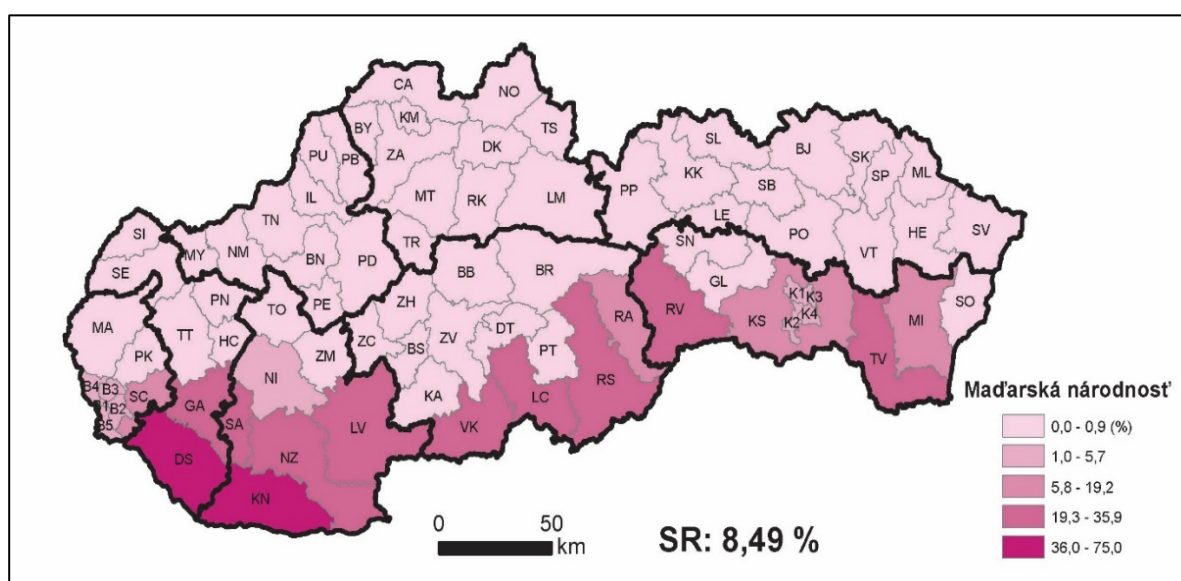 CA
NO
BY
KM
TS
PU
PB
ZA
DK
SL
BJ
SK
SP
ML
IL
MT
RK
LM
PP
KK
SB
TN
LE
PO
HE
SV
SI
MY
NM
BN
PD
TR
SN
VT
SE
BB
BR
GL
PN
TO
PE
ZH
K1
K3
SO
MA
TT
RA
RV
KS
K2
K4
MI
HC
ZM
ZC
BS
ZV
DT
PT
TV
PK
NI
KA
RS
B4
B3
SC
GA
SA
LV
VK
LC
B2
B5
DS
NZ
KN
Maďarská národnosť
0,0 - 0,9 (%)
1,0 - 5,7
5,8 - 19,2
19,3 - 35,9
36,0 - 75,0
0 50
km
SR: 8,49 %